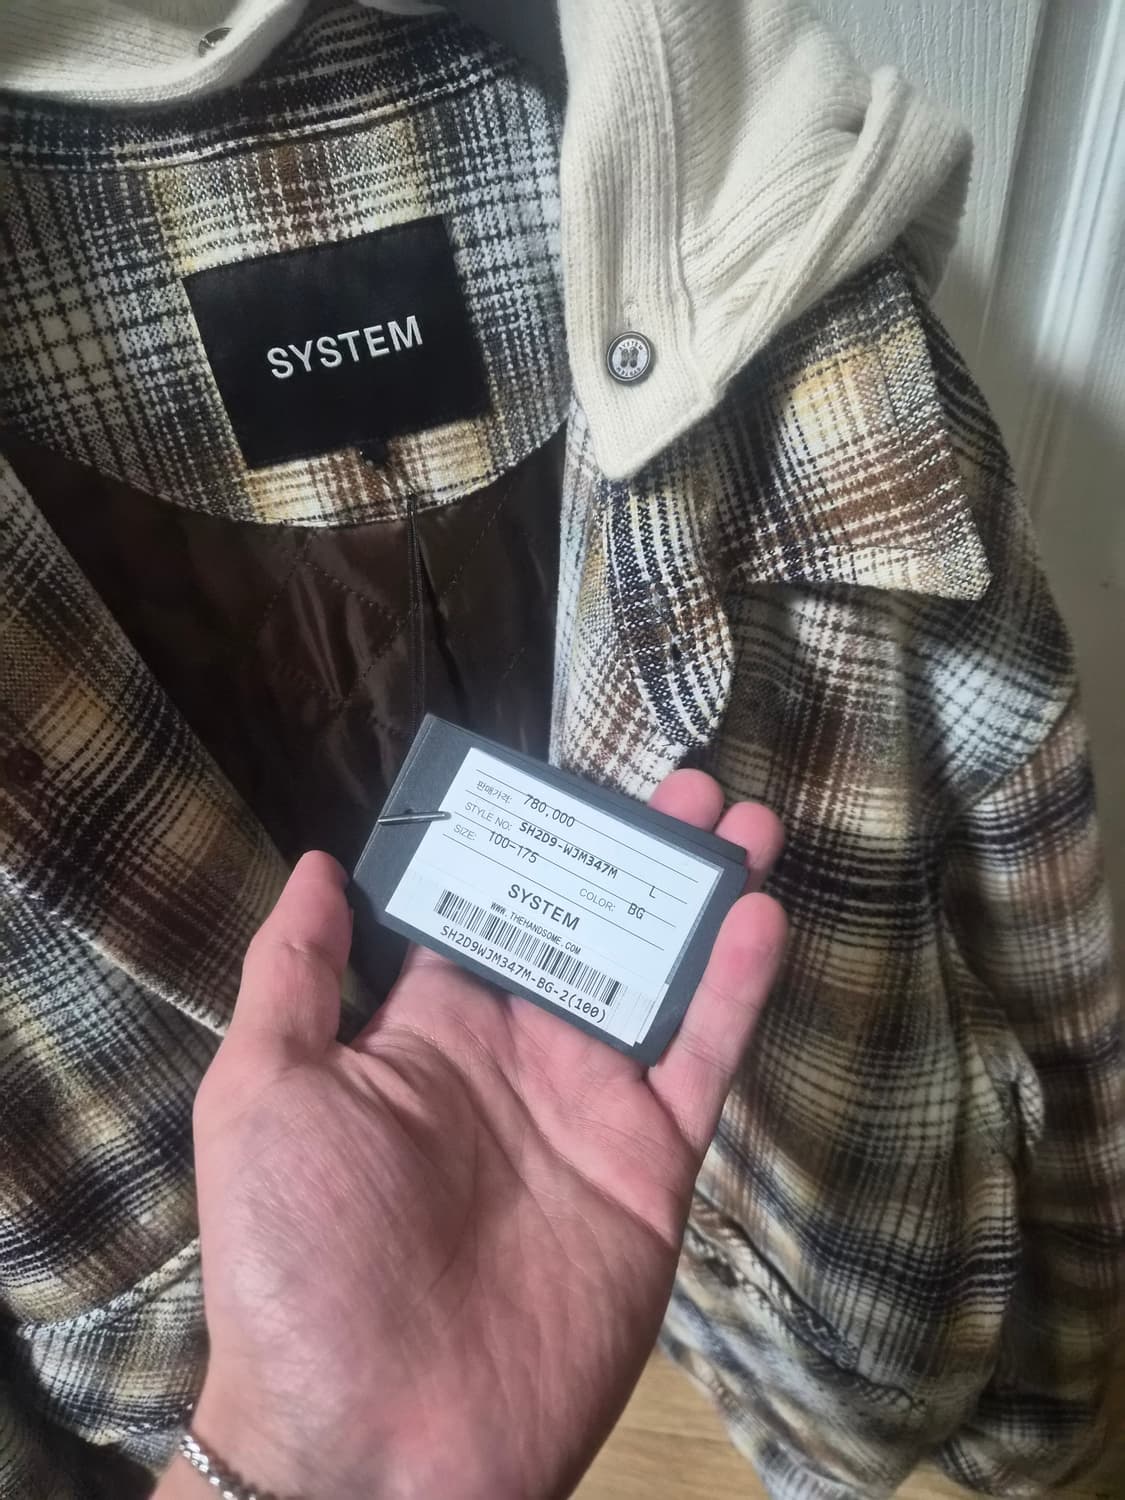 SYSTEM
SYSTEM
판매가격: 780,000
STYLE NO: SH2D9-WJM347M
SIZE: 100-175 L
COLOR: BG
SYSTEM
WWW.THEHANDSOME.COM
SH2D9WJM347M-BG-2(100)